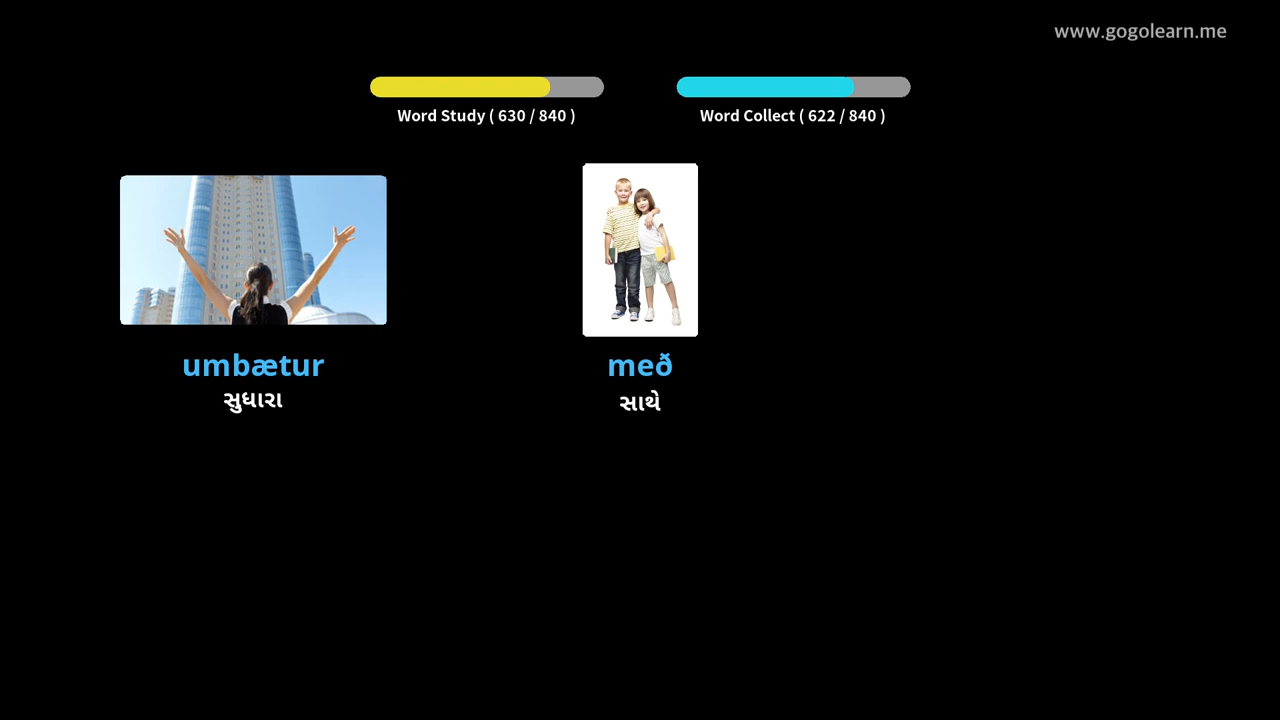 www.gogolearn.me
Word Study ( 630 / 840 )
Word Collect ( 622 / 840 )
umbætur
સુધારા
með
સાથે